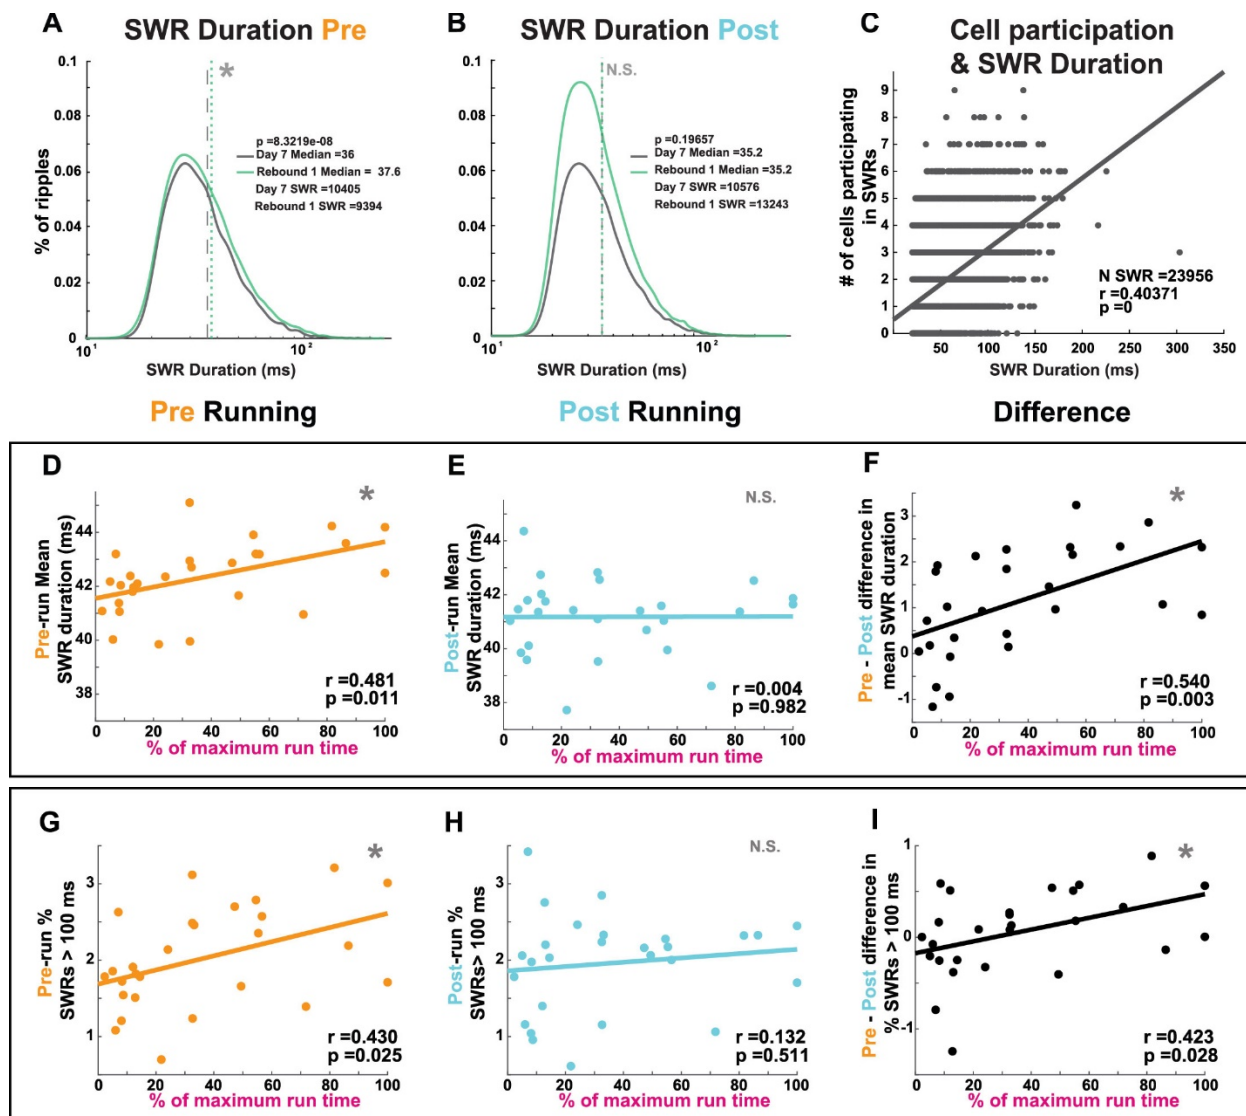 A
SWR Duration Pre
0.1
0.08
0.06
0.04
0.02
0
% of ripples
*
p =8.3219e-08
Day 7 Median =36
Rebound 1 Median = 37.6
Day 7 SWR =10405
Rebound 1 SWR =9394
10¹
10²
SWR Duration (ms)
B
SWR Duration Post
0.1
0.08
0.06
0.04
0.02
0
N.S.
p =0.19657
Day 7 Median =35.2
Rebound 1 Median =35.2
Day 7 SWR =10576
Rebound 1 SWR =13243
10¹
10²
SWR Duration (ms)
C
Cell participation
& SWR Duration
# of cells participating
in SWRs
9
8
7
6
5
4
3
2
1
0
N SWR =23956
r =0.40371
p =0
50 100 150 200 250 300 350
SWR Duration (ms)
Pre Running
Post Running
Difference
D
*
Pre-run Mean
SWR duration (ms)
44
42
40
38
r =0.481
p =0.011
0 20 40 60 80 100
% of maximum run time
E
N.S.
Post-run Mean
SWR duration (ms)
44
42
40
38
r =0.004
p =0.982
0 20 40 60 80 100
% of maximum run time
F
*
Pre - Post difference in
mean SWR duration
3
2
1
0
-1
r =0.540
p =0.003
0 20 40 60 80 100
% of maximum run time
G
*
Pre-run %
SWRs > 100 ms
3
2
1
r =0.430
p =0.025
0 20 40 60 80 100
% of maximum run time
H
N.S.
Post-run %
SWRs> 100 ms
3
2
1
r =0.132
p =0.511
0 20 40 60 80 100
% of maximum run time
I
*
Pre - Post difference in
% SWRs > 100 ms
1
0
-1
r =0.423
p =0.028
0 20 40 60 80 100
% of maximum run time